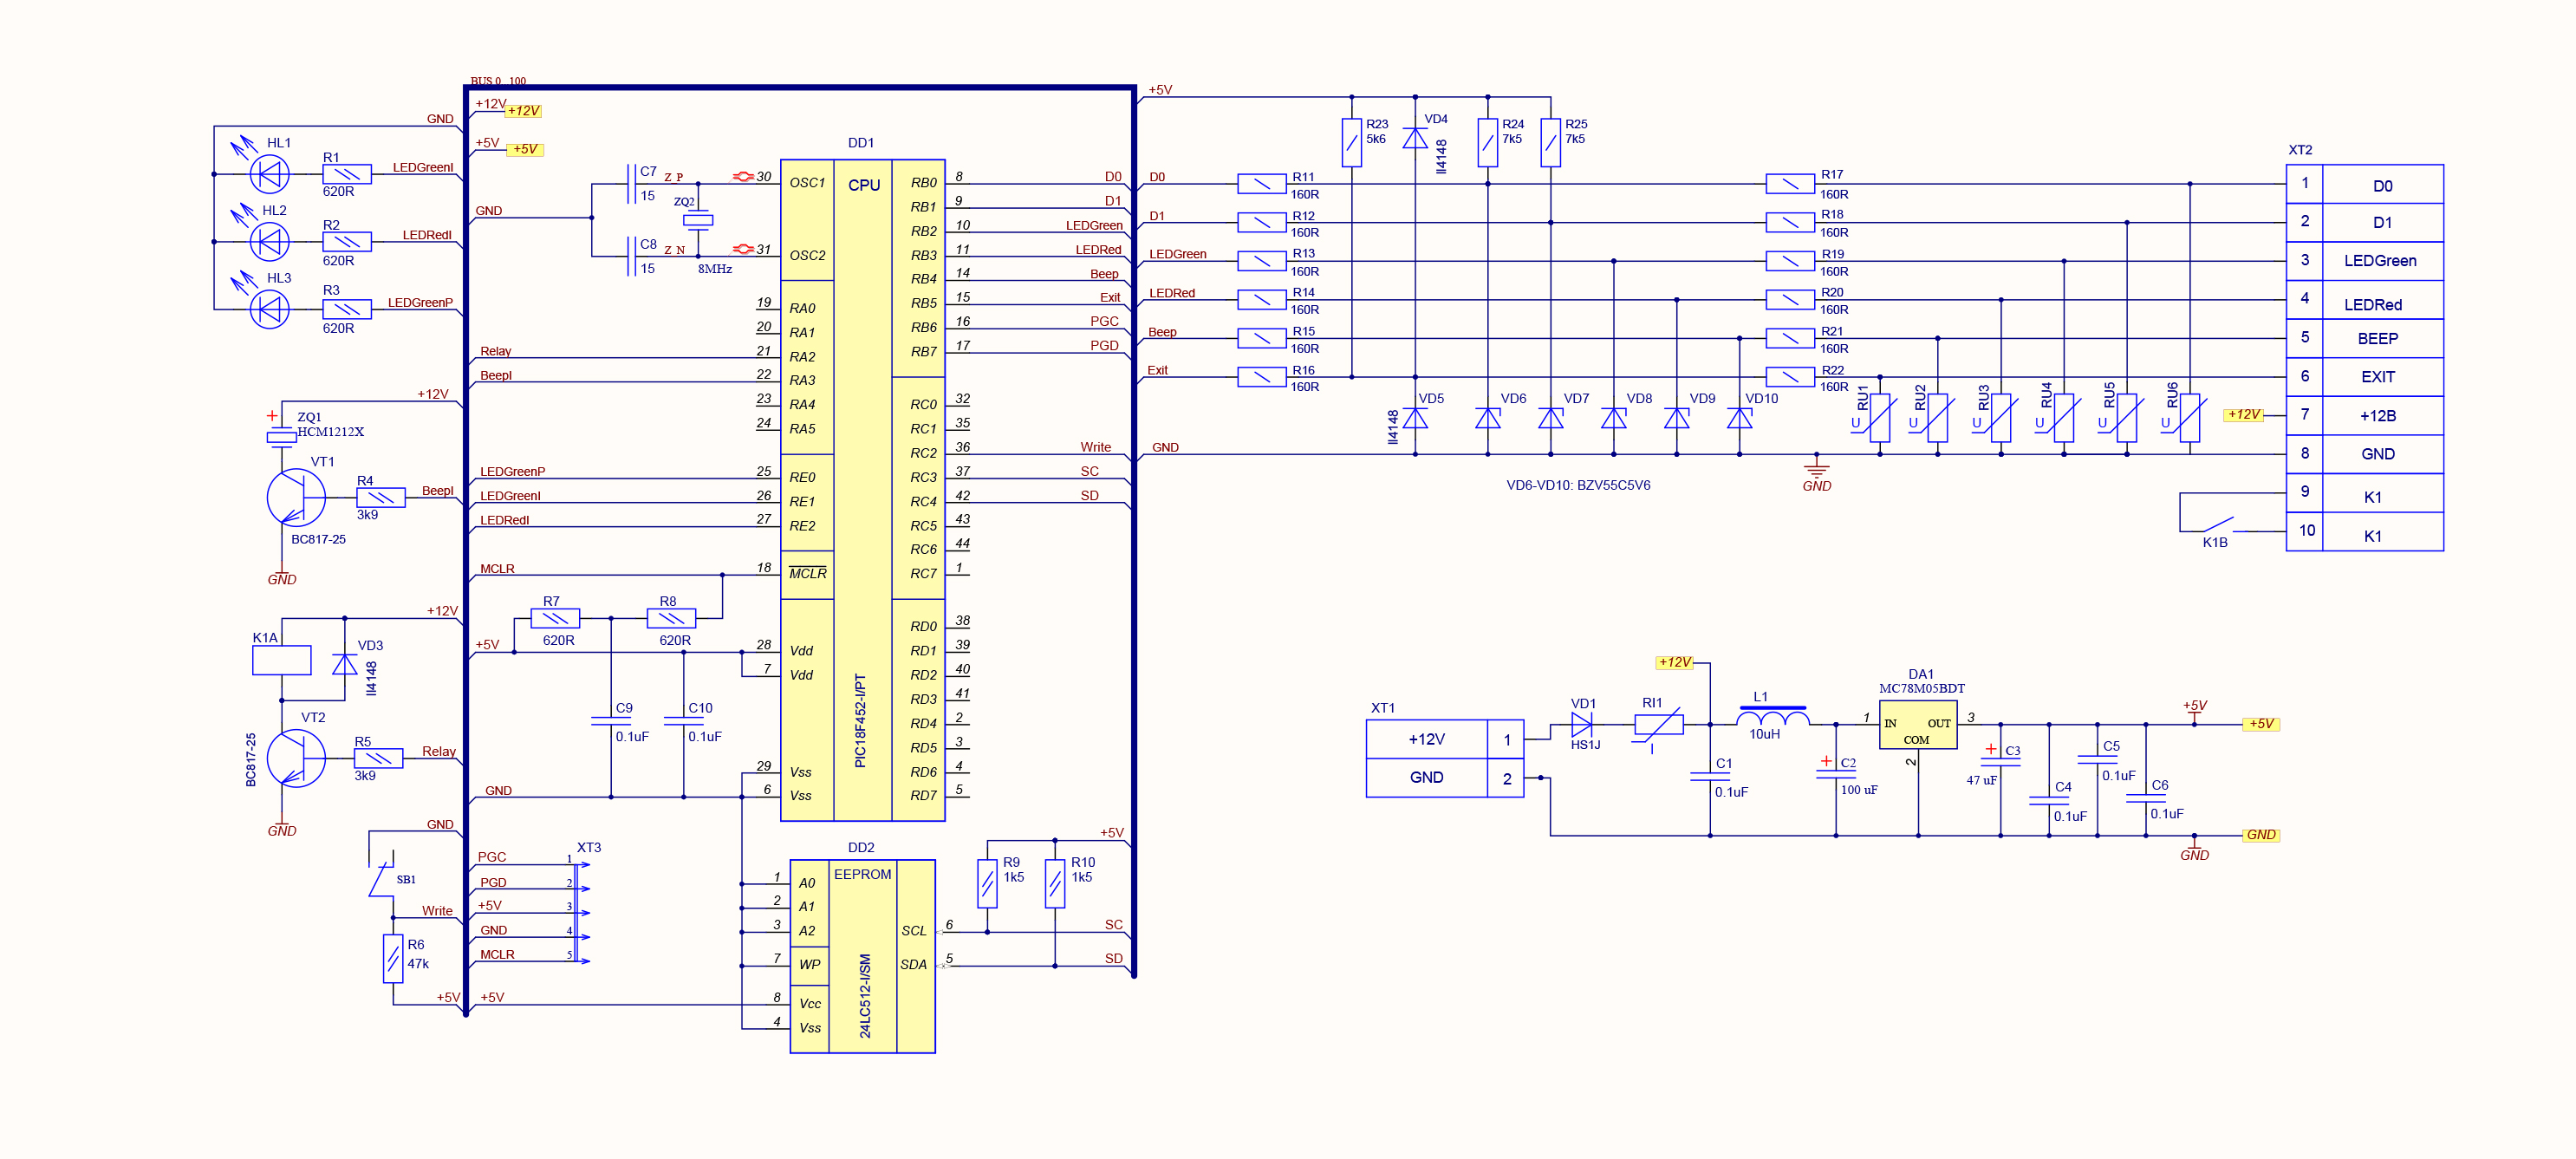 BUS 0...100
+12V
+12V
GND
+5V
+5V
HL1
R1
LEDGreenI
620R
HL2
R2
LEDRedI
620R
HL3
R3
LEDGreenP
620R
+12V
ZQ1
HCM1212X
VT1
R4
BeepI
3k9
BC817-25
GND
+12V
K1A
VD3
II4148
VT2
BC817-25
R5
Relay
3k9
GND
GND
SB1
Write
R6
47k
+5V
GND
C7
15
Z_P
ZQ2
C8
15
Z_N
8MHz
Relay
BeepI
LEDGreenP
LEDGreenI
LEDRedI
MCLR
R7
620R
R8
620R
+5V
C9
0.1uF
C10
0.1uF
GND
XT3
PGC 1
PGD 2
+5V 3
GND 4
MCLR 5
+5V
DD1
CPU
PIC18F452-I/PT
30 OSC1
31 OSC2
19 RA0
20 RA1
21 RA2
22 RA3
23 RA4
24 RA5
25 RE0
26 RE1
27 RE2
18 MCLR
28 Vdd
7 Vdd
29 Vss
6 Vss
RB0 8 D0
RB1 9 D1
RB2 10 LEDGreen
RB3 11 LEDRed
RB4 14 Beep
RB5 15 Exit
RB6 16 PGC
RB7 17 PGD
RC0 32
RC1 35
RC2 36 Write
RC3 37 SC
RC4 42 SD
RC5 43
RC6 44
RC7 1
RD0 38
RD1 39
RD2 40
RD3 41
RD4 2
RD5 3
RD6 4
RD7 5
DD2
EEPROM
24LC512-I/SM
1 A0
2 A1
3 A2
7 WP
8 Vcc
4 Vss
SCL 6 SC
SDA 5 SD
+5V
R9
1k5
R10
1k5
+5V
R23
5k6
VD4
II4148
R24
7k5
R25
7k5
D0
R11
160R
R17
160R
D1
R12
160R
R18
160R
LEDGreen
R13
160R
R19
160R
LEDRed
R14
160R
R20
160R
Beep
R15
160R
R21
160R
Exit
R16
160R
R22
160R
II4148
VD5
VD6
VD7
VD8
VD9
VD10
RU1
U
RU2
U
RU3
U
RU4
U
RU5
U
RU6
U
GND
GND
VD6-VD10: BZV55C5V6
XT2
1 D0
2 D1
3 LEDGreen
4 LEDRed
5 BEEP
6 EXIT
+12V
7 +12B
8 GND
9 K1
10 K1
K1B
XT1
+12V 1
GND 2
VD1
HS1J
RI1
I
+12V
C1
0.1uF
L1
10uH
C2
100 uF
DA1
MC78M05BDT
1 IN OUT 3
COM
2
C3
47 uF
C4
0.1uF
C5
0.1uF
C6
0.1uF
+5V
+5V
GND
GND